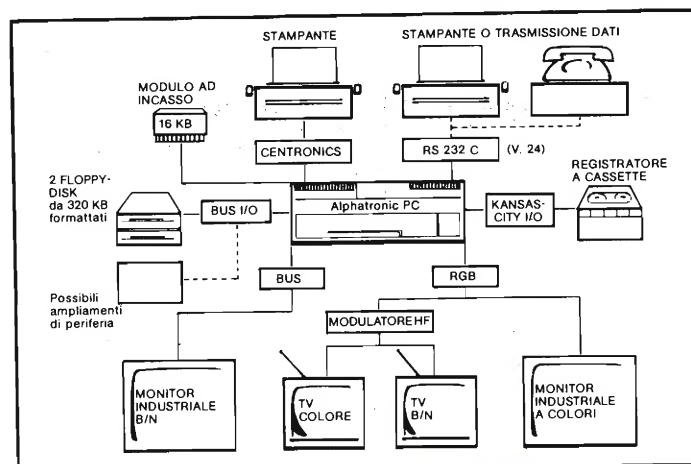 STAMPANTE
STAMPANTE O TRASMISSIONE DATI
MODULO AD
INCASSO
16 KB
CENTRONICS
RS 232 C
(V. 24)
REGISTRATORE
A CASSETTE
2 FLOPPY-
DISK
da 320 KB
formattati
BUS I/O
Alphatronic PC
KANSAS-
CITY I/O
BUS
RGB
Possibili
ampliamenti
di periferia
MODULATORE HF
MONITOR
INDUSTRIALE
B/N
TV
COLORE
TV
B/N
MONITOR
INDUSTRIALE
A COLORI